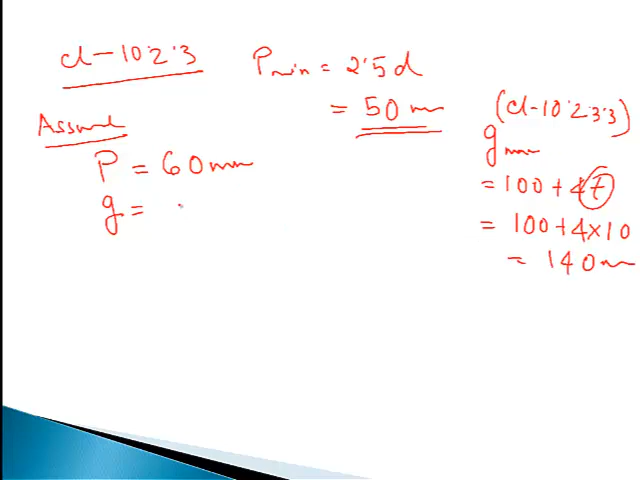 cl-10.2.3
Pmin = 2.5d
= 50 mm
Assume
P = 60 mm
g =
(cl-10.2.3.3)
gmax
= 100 + 4t
= 100 + 4×10
= 140 m